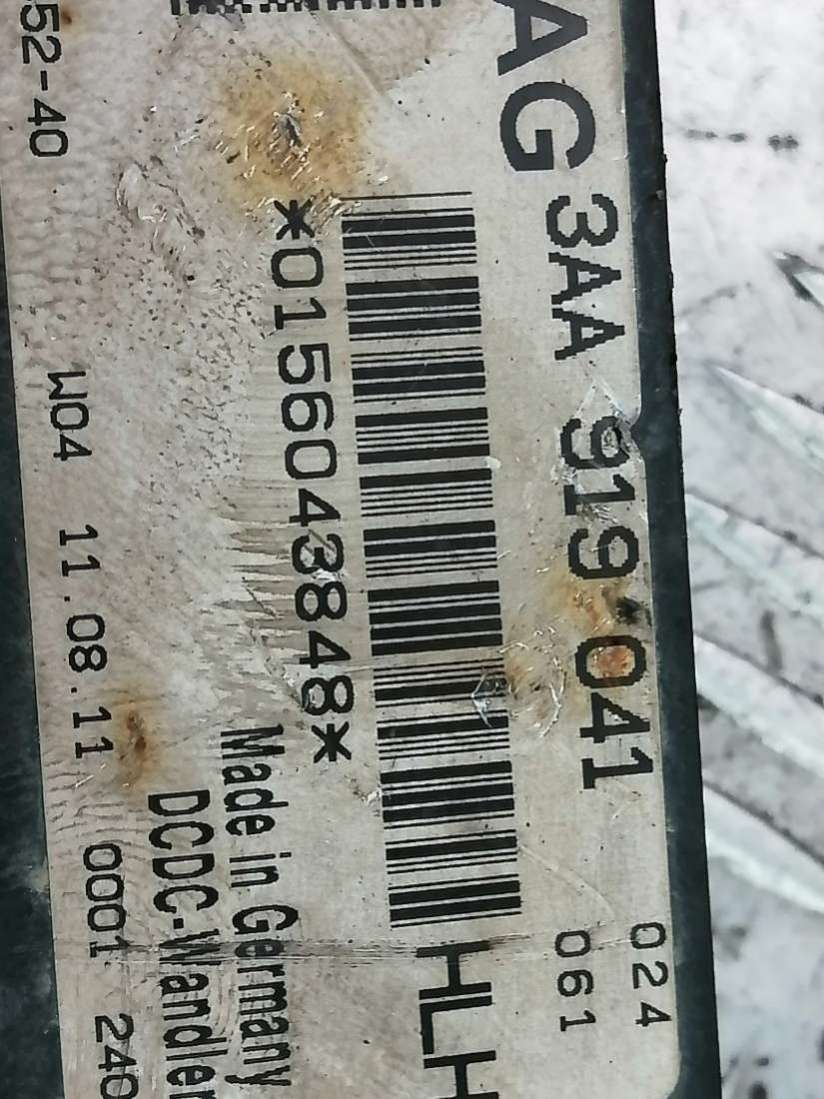 AG 3AA 919 041
024
061
*0156043848*
HLH
Made in Germany
DCDC-Wandler
52-40 W04 11.08.11 0001 240